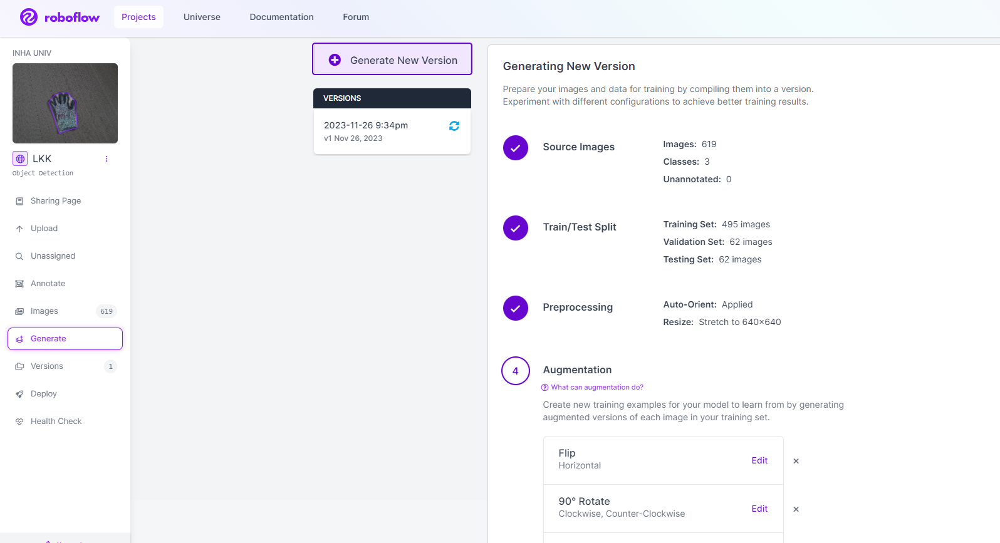 roboflow
Projects
Universe
Documentation
Forum
INHA UNIV
LKK
Object Detection
Sharing Page
Upload
Unassigned
Annotate
Images 619
Generate
Versions 1
Deploy
Health Check
Generate New Version
VERSIONS
2023-11-26 9:34pm
v1 Nov 26, 2023
Generating New Version
Prepare your images and data for training by compiling them into a version.
Experiment with different configurations to achieve better training results.
Source Images
Images: 619
Classes: 3
Unannotated: 0
Train/Test Split
Training Set: 495 images
Validation Set: 62 images
Testing Set: 62 images
Preprocessing
Auto-Orient: Applied
Resize: Stretch to 640×640
4
Augmentation
What can augmentation do?
Create new training examples for your model to learn from by generating
augmented versions of each image in your training set.
Flip
Horizontal
Edit
×
90° Rotate
Clockwise, Counter-Clockwise
Edit
×